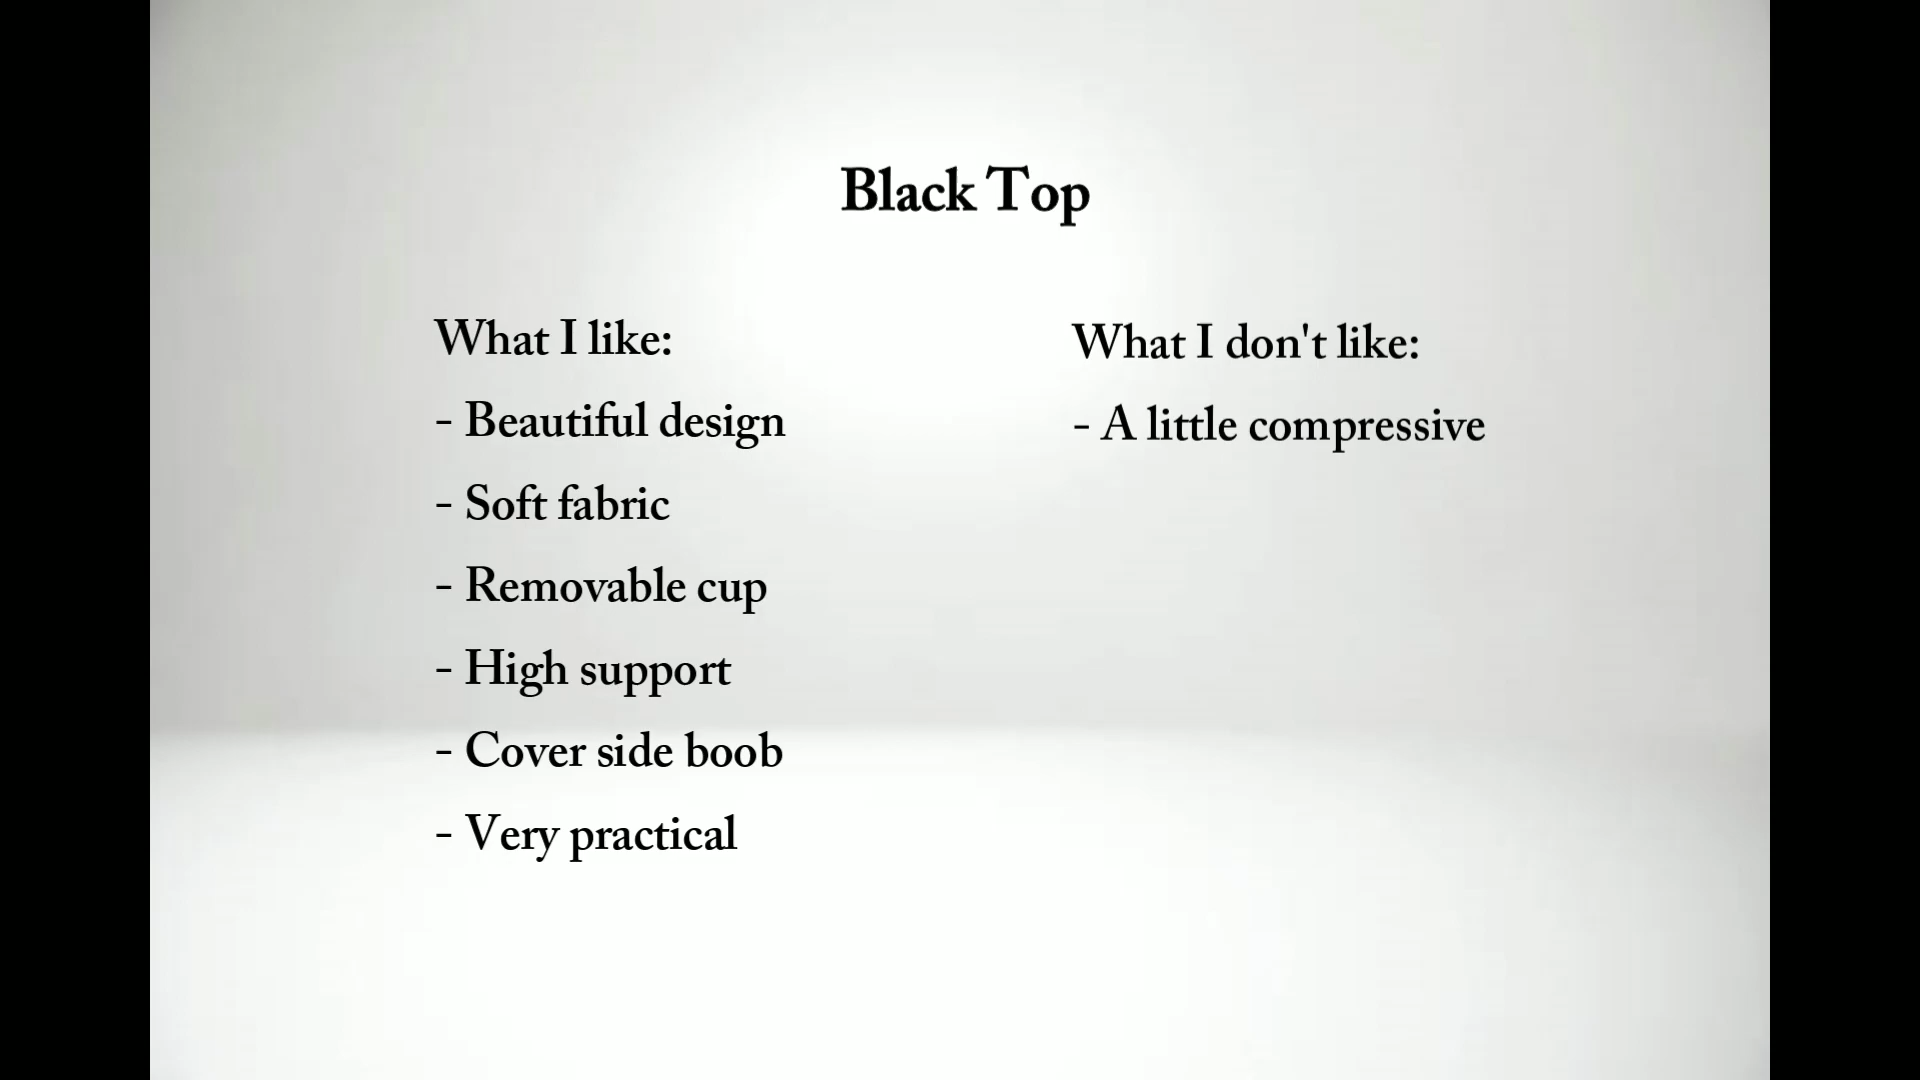 Black Top
What I like:
- Beautiful design
- Soft fabric
- Removable cup
- High support
- Cover side boob
- Very practical
What I don't like:
- A little compressive